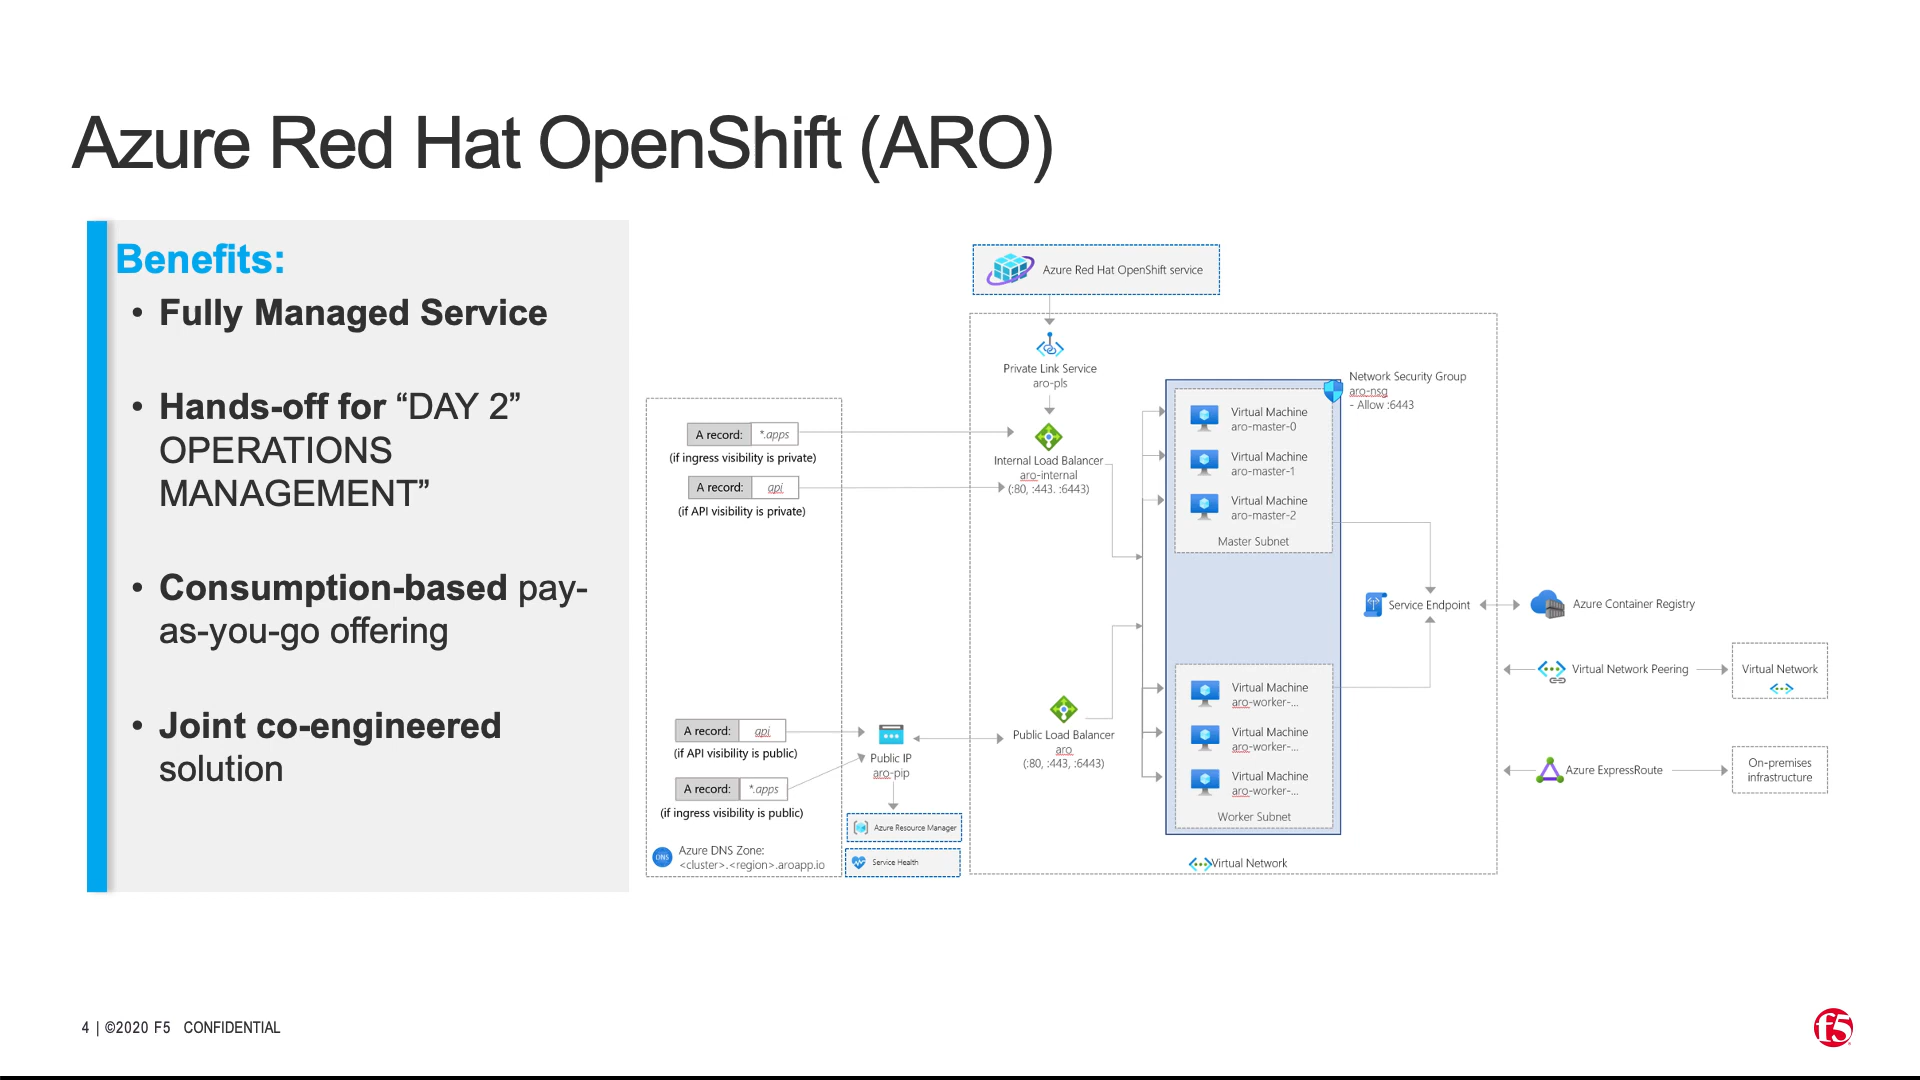 Azure Red Hat OpenShift (ARO)
Benefits:
• Fully Managed Service
• Hands-off for “DAY 2”
OPERATIONS
MANAGEMENT”
• Consumption-based pay-
as-you-go offering
• Joint co-engineered
solution
Azure Red Hat OpenShift service
Private Link Service
aro-pls
A record: *.apps
(if ingress visibility is private)
A record: api
(if API visibility is private)
Internal Load Balancer
aro-internal
(:80, :443. :6443)
Network Security Group
aro-nsg
- Allow :6443
Virtual Machine
aro-master-0
Virtual Machine
aro-master-1
Virtual Machine
aro-master-2
Master Subnet
Service Endpoint
Azure Container Registry
Virtual Network Peering
Virtual Network
Azure ExpressRoute
On-premises
infrastructure
A record: api
(if API visibility is public)
A record: *.apps
(if ingress visibility is public)
Public IP
aro-pip
Public Load Balancer
aro
(:80, :443, :6443)
Virtual Machine
aro-worker-...
Virtual Machine
aro-worker-...
Virtual Machine
aro-worker-...
Worker Subnet
Azure Resource Manager
Service Health
DNS
Azure DNS Zone:
<cluster>.<region>.aroapp.io
Virtual Network
4 | ©2020 F5 CONFIDENTIAL
f5